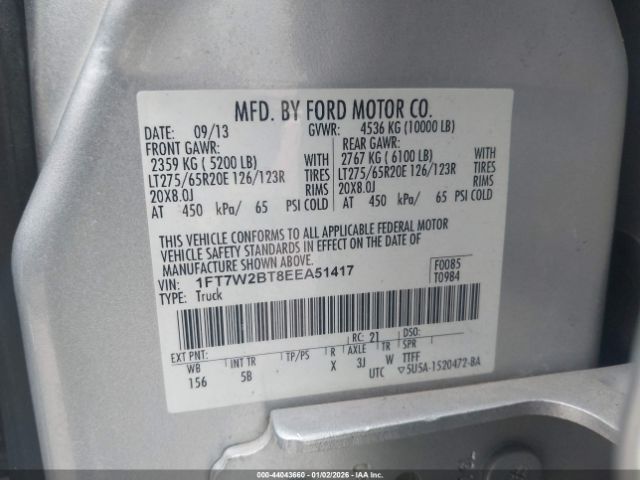 MFD. BY FORD MOTOR CO.
DATE: 09/13 GVWR: 4536 KG (10000 LB)
FRONT GAWR: REAR GAWR:
2359 KG ( 5200 LB) WITH 2767 KG ( 6100 LB) WITH
LT275/65R20E 126/123R TIRES LT275/65R20E 126/123R TIRES
20X8.0J RIMS 20X8.0J RIMS
AT 450 kPa/ 65 PSI COLD AT 450 kPa/ 65 PSI COLD
THIS VEHICLE CONFORMS TO ALL APPLICABLE FEDERAL MOTOR
VEHICLE SAFETY STANDARDS IN EFFECT ON THE DATE OF
MANUFACTURE SHOWN ABOVE.
VIN: 1FT7W2BT8EEA51417 F0085
TYPE: Truck T0984
EXT PNT: RC: 21 DSO:
WB INT TR TP/PS R AXLE TR SPR
156 5B X 3J W TTFF
UTC ▽5U5A-1520472-BA
000-44043660 - 01/02/2026 - IAAI.COM